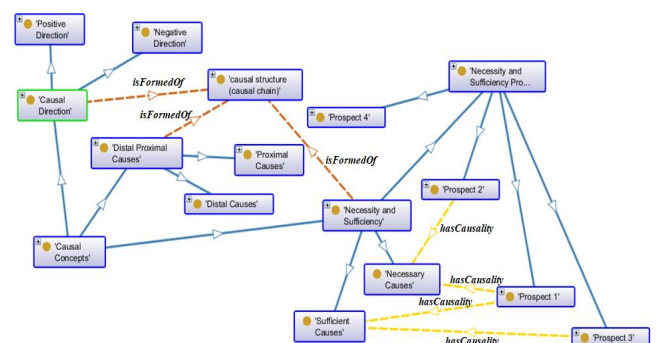 'Positive
Direction'
'Negative
Direction'
isFormedOf
'causal structure
(causal chain)'
'Necessity and
Sufficiency Pro...
'Causal
Direction'
isFormedOf
'Prospect 4'
'Distal Proximal
Causes'
'Proximal
Causes'
isFormedOf
'Prospect 2'
'Distal Causes'
'Necessity and
Sufficiency'
hasCausality
'Causal
Concepts'
'Necessary
Causes'
hasCausality
'Prospect 1'
hasCausality
'Sufficient
Causes'
hasCausality
'Prospect 3'